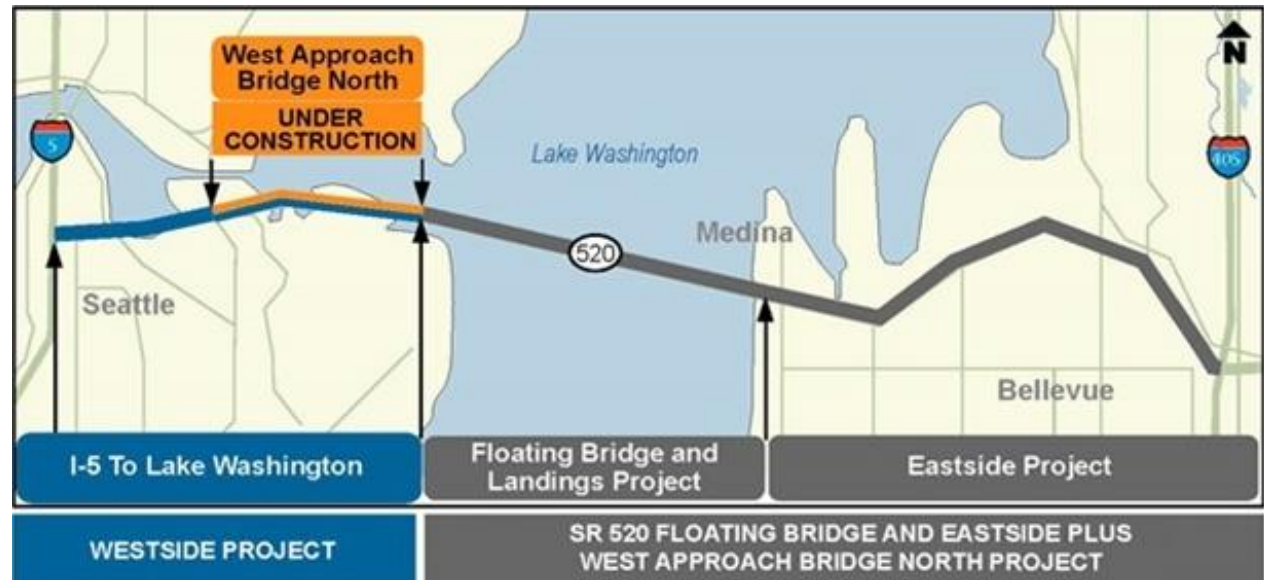 West Approach
Bridge North
UNDER
CONSTRUCTION
N
5
Lake Washington
405
Medina
520
Seattle
Bellevue
I-5 To Lake Washington
Floating Bridge and
Landings Project
Eastside Project
WESTSIDE PROJECT
SR 520 FLOATING BRIDGE AND EASTSIDE PLUS
WEST APPROACH BRIDGE NORTH PROJECT